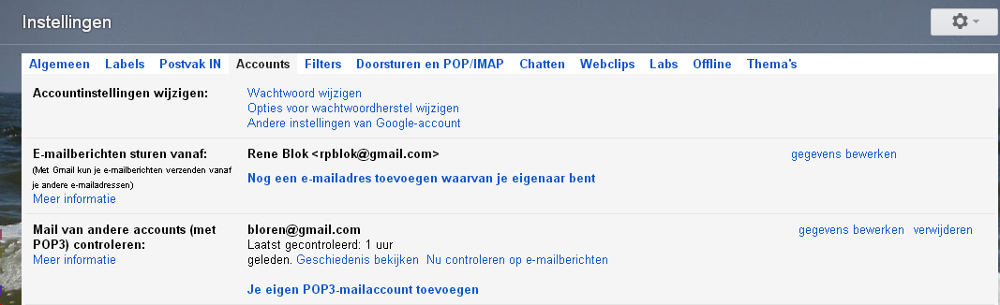 Instellingen
Algemeen Labels Postvak IN Accounts Filters Doorsturen en POP/IMAP Chatten Webclips Labs Offline Thema's
Accountinstellingen wijzigen:
Wachtwoord wijzigen
Opties voor wachtwoordherstel wijzigen
Andere instellingen van Google-account
E-mailberichten sturen vanaf:
(Met Gmail kun je e-mailberichten verzenden vanaf
je andere e-mailadressen)
Meer informatie
Rene Blok <rpblok@gmail.com>
gegevens bewerken
Nog een e-mailadres toevoegen waarvan je eigenaar bent
Mail van andere accounts (met
POP3) controleren:
Meer informatie
bloren@gmail.com
gegevens bewerken verwijderen
Laatst gecontroleerd: 1 uur
geleden. Geschiedenis bekijken Nu controleren op e-mailberichten
Je eigen POP3-mailaccount toevoegen